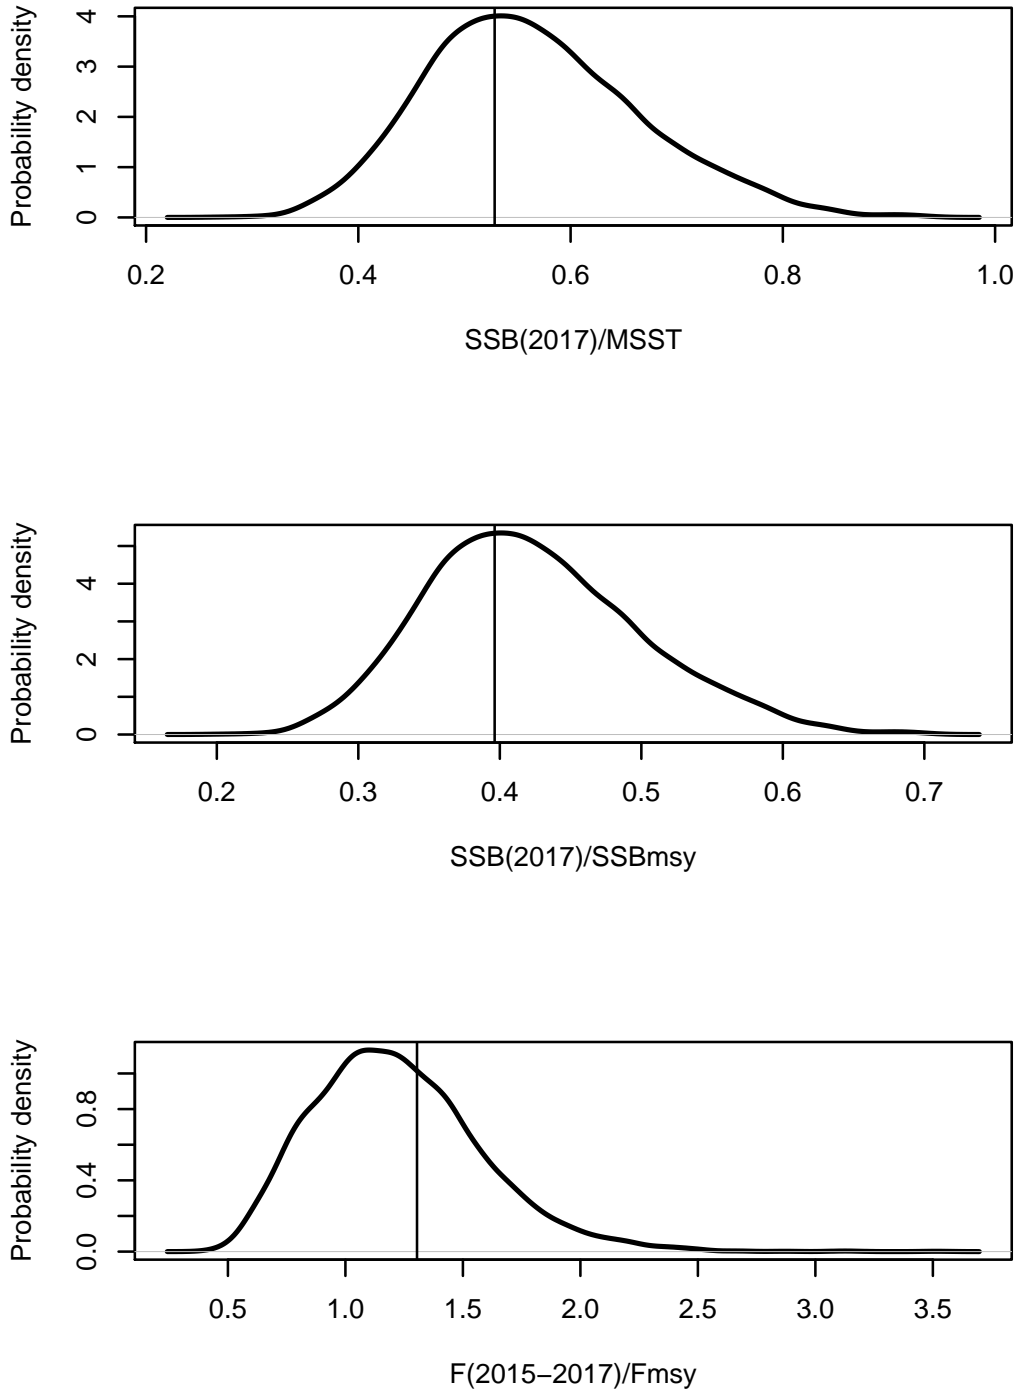 Probability density
0 1 2 3 4
0.2 0.4 0.6 0.8 1.0
SSB(2017)/MSST
Probability density
0 2 4
0.2 0.3 0.4 0.5 0.6 0.7
SSB(2017)/SSBmsy
Probability density
0.0 0.4 0.8
0.5 1.0 1.5 2.0 2.5 3.0 3.5
F(2015−2017)/Fmsy